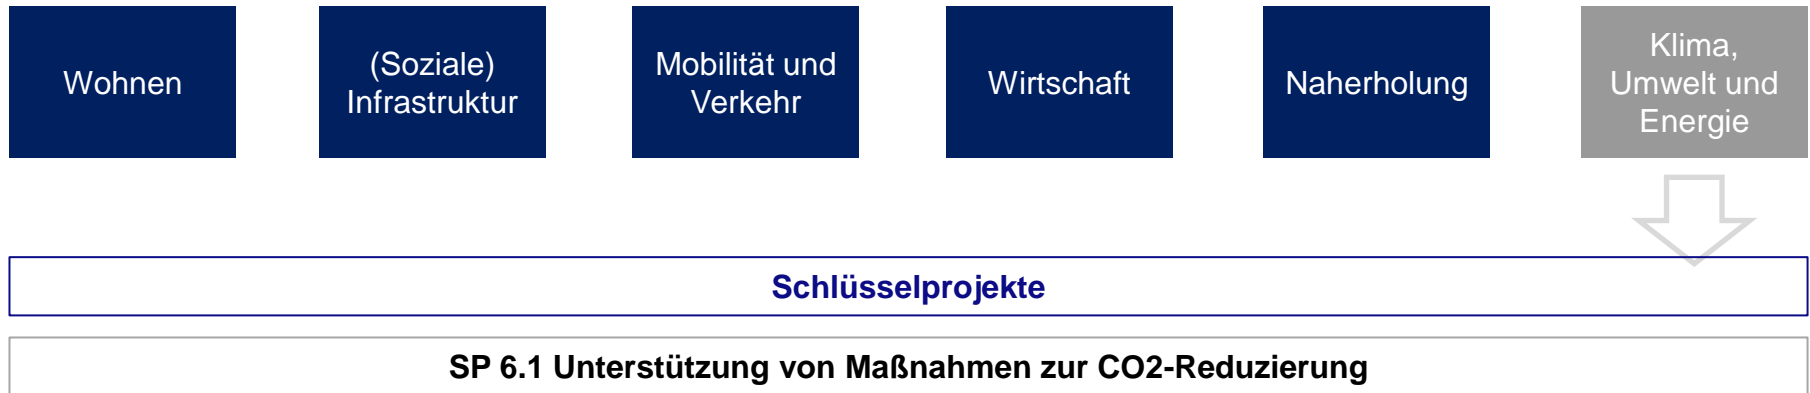 Wohnen
(Soziale)
Infrastruktur
Mobilität und
Verkehr
Wirtschaft
Naherholung
Klima,
Umwelt und
Energie
Schlüsselprojekte
SP 6.1 Unterstützung von Maßnahmen zur CO2-Reduzierung